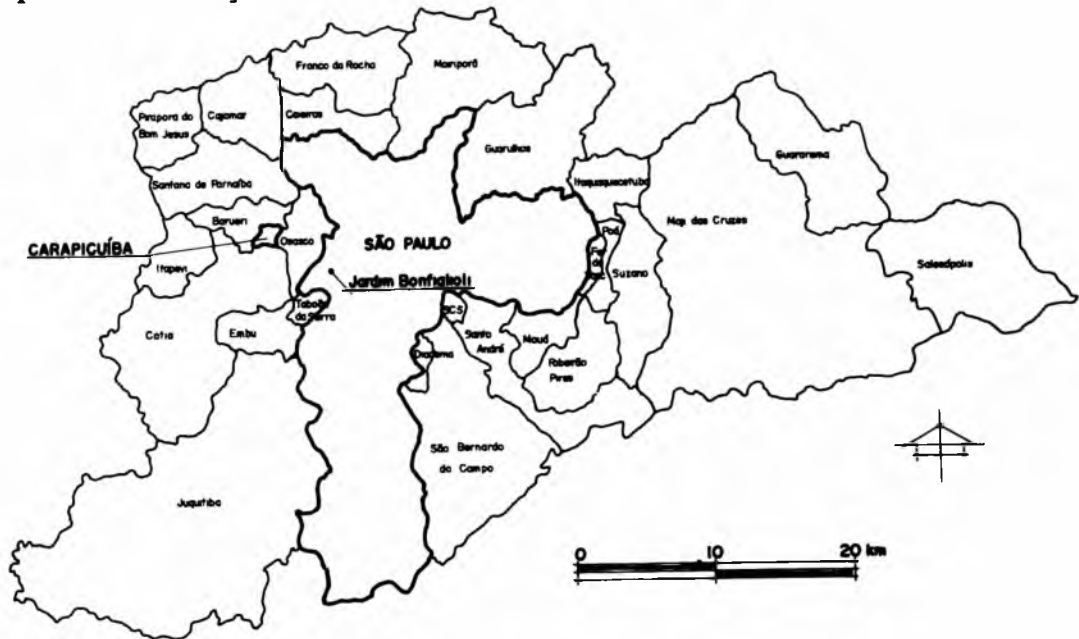 Franco da Rocha
Mairiporã
Pirapora do
Bom Jesus
Cajamar
Caieiras
Guarulhos
Guararema
Santana de Parnaíba
Itaquaquecetuba
Barueri
Mogi das Cruzes
CARAPICUÍBA
Osasco
SÃO PAULO
Poá
Suzano
Salesópolis
Itapevi
Jardim Bonfiglioli
Taboão
da Serra
SCS
Cotia
Embu
Santo
André
Mauá
Diadema
Ribeirão
Pires
São Bernardo
do Campo
Juquitiba
0 10 20 km